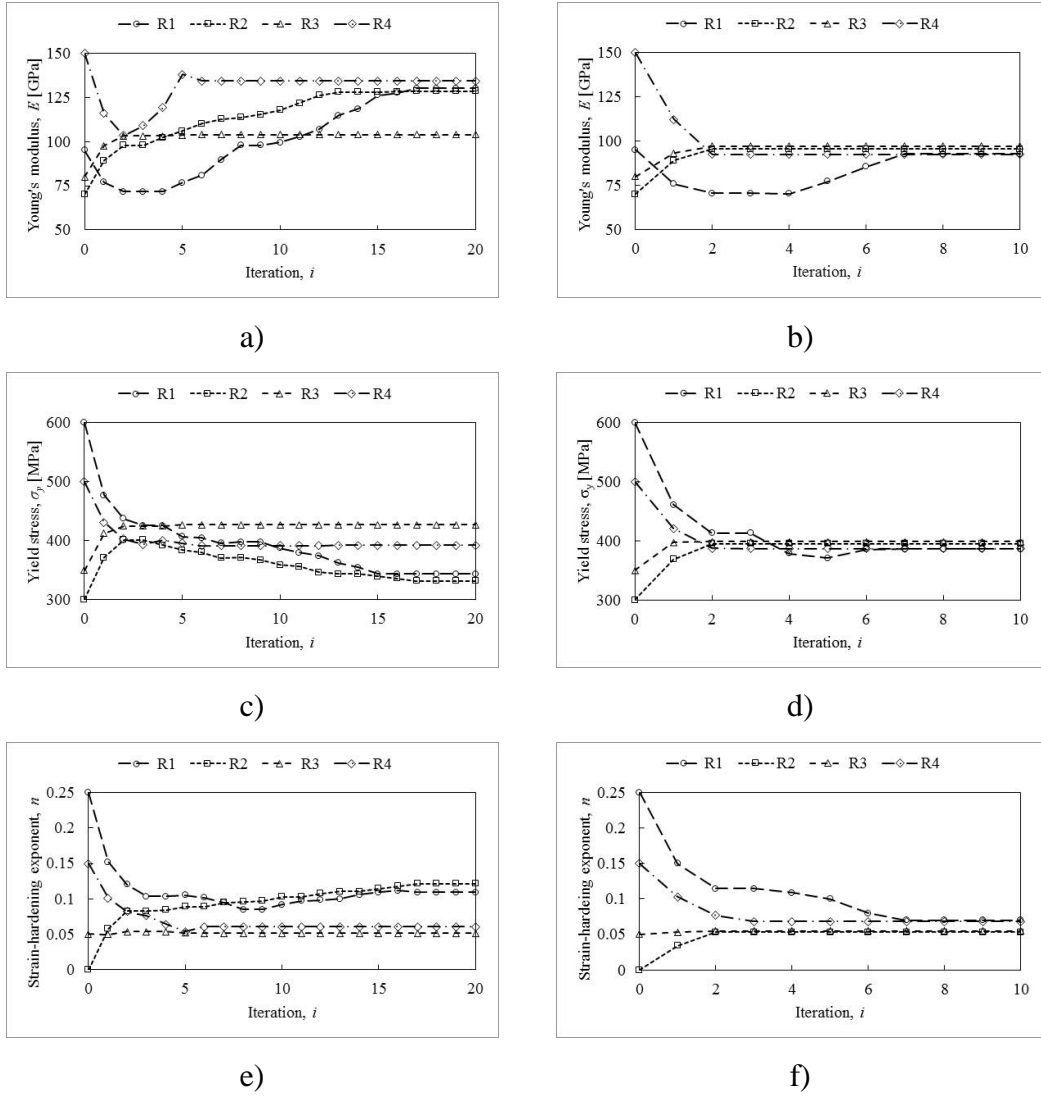 R1 R2 R3 R4
150
125
100
75
50
Young's modulus, E [GPa]
0 5 10 15 20
Iteration, i
a)
R1 R2 R3 R4
150
125
100
75
50
Young's modulus, E [GPa]
0 2 4 6 8 10
Iteration, i
b)
R1 R2 R3 R4
600
500
400
300
Yield stress, σy [MPa]
0 5 10 15 20
Iteration, i
c)
R1 R2 R3 R4
600
500
400
300
Yield stress, σy [MPa]
0 2 4 6 8 10
Iteration, i
d)
R1 R2 R3 R4
0.25
0.2
0.15
0.1
0.05
0
Strain-hardening exponent, n
0 5 10 15 20
Iteration, i
e)
R1 R2 R3 R4
0.25
0.2
0.15
0.1
0.05
0
Strain-hardeing exponent, n
0 2 4 6 8 10
Iteration, i
f)